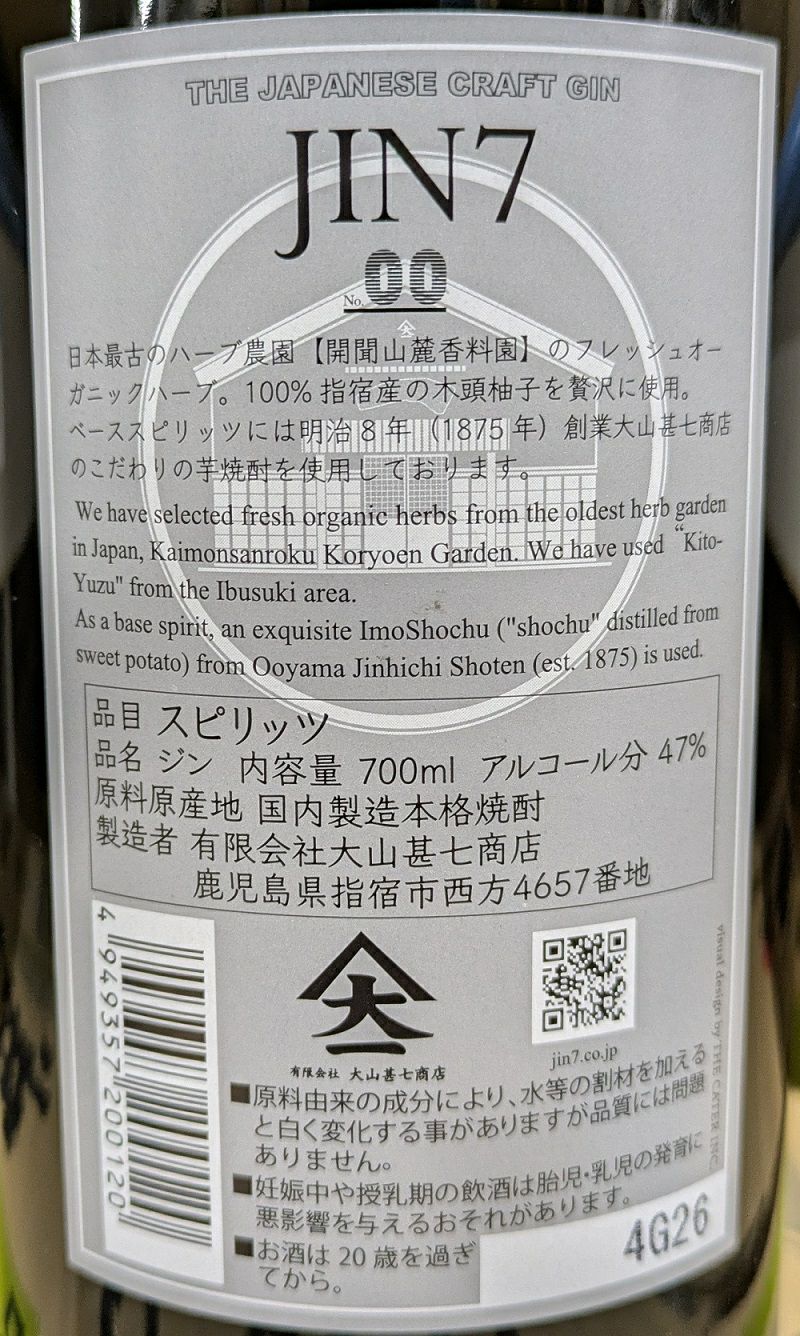 THE JAPANESE CRAFT GIN
JIN7
No.00
日本最古のハーブ農園【開聞山麓香料園】のフレッシュオー
ガニックハーブ。100%指宿産の木頭柚子を贅沢に使用。
ベーススピリッツには明治8年（1875年）創業大山甚七商店
のこだわりの芋焼酎を使用しております。
We have selected fresh organic herbs from the oldest herb garden
in Japan, Kaimonsanroku Koryoen Garden. We have used “Kito-
Yuzu" from the Ibusuki area.
As a base spirit, an exquisite ImoShochu ("shochu" distilled from
sweet potato) from Ooyama Jinhichi Shoten (est. 1875) is used.
品目 スピリッツ
品名 ジン 内容量 700ml アルコール分 47%
原料原産地 国内製造本格焼酎
製造者 有限会社大山甚七商店
鹿児島県指宿市西方4657番地
4949357200120
大
有限会社 大山甚七商店
jin7.co.jp
visual design by THE CATER INC.
■原料由来の成分により、水等の割材を加える
と白く変化する事がありますが品質には問題
ありません。
■妊娠中や授乳期の飲酒は胎児・乳児の発育に
悪影響を与えるおそれがあります。
■お酒は20歳を過ぎ
てから。
4G26